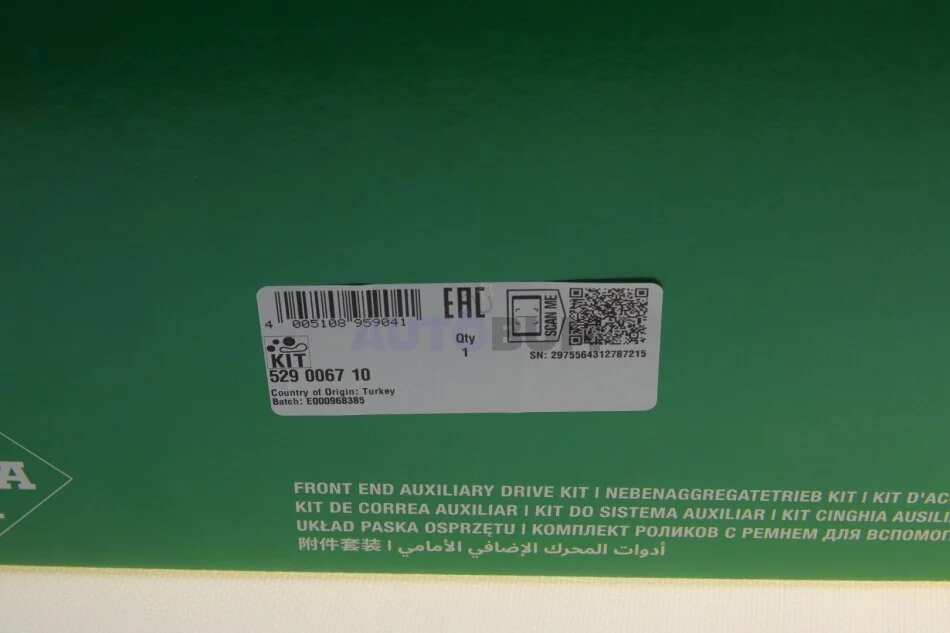 4 005108 959041
EAC
Qty
1
SCAN ME
SN: 2975564312787215
KIT
529 0067 10
Country of Origin: Turkey
Batch: E000968385
AUTOBUM
A
FRONT END AUXILIARY DRIVE KIT | NEBENAGGREGATETRIEB KIT | KIT D'AC
KIT DE CORREA AUXILIAR | KIT DO SISTEMA AUXILIAR | KIT CINGHIA AUSILI
UKŁAD PASKA OSPRZĘTU | КОМПЛЕКТ РОЛИКОВ С РЕМНЕМ ДЛЯ ВСПОМОГ
附件套装 | أدوات المحرك الإضافي الأمامي